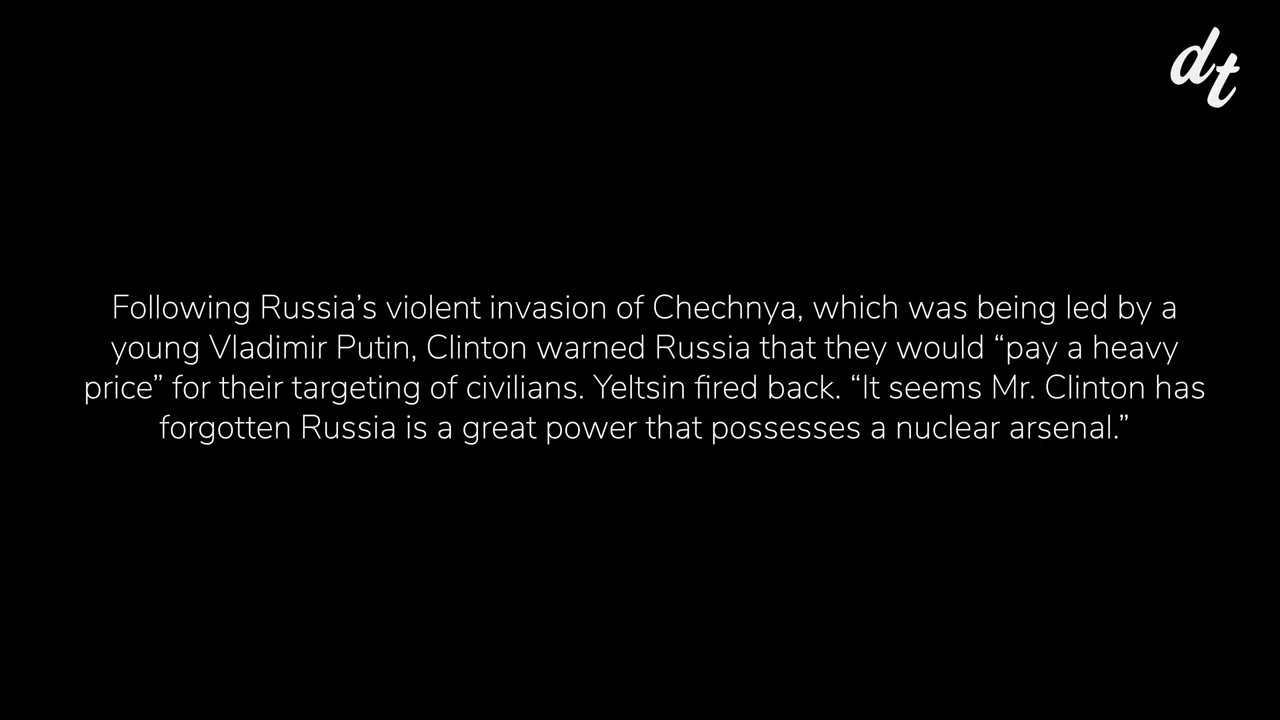 dt
Following Russia’s violent invasion of Chechnya, which was being led by a
young Vladimir Putin, Clinton warned Russia that they would “pay a heavy
price” for their targeting of civilians. Yeltsin fired back. “It seems Mr. Clinton has
forgotten Russia is a great power that possesses a nuclear arsenal.”